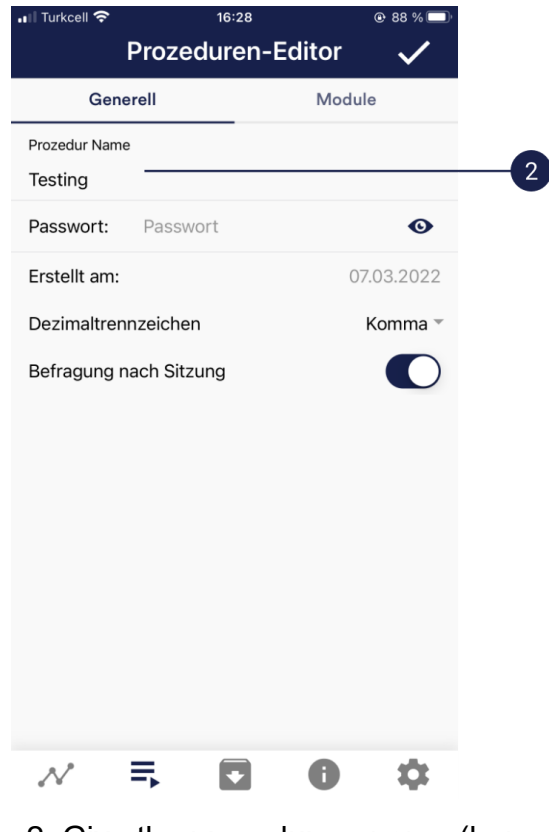 Turkcell 16:28 88 %
Prozeduren-Editor
Generell Module
Prozedur Name
Testing
2
Passwort: Passwort
Erstellt am: 07.03.2022
Dezimaltrennzeichen Komma
Befragung nach Sitzung